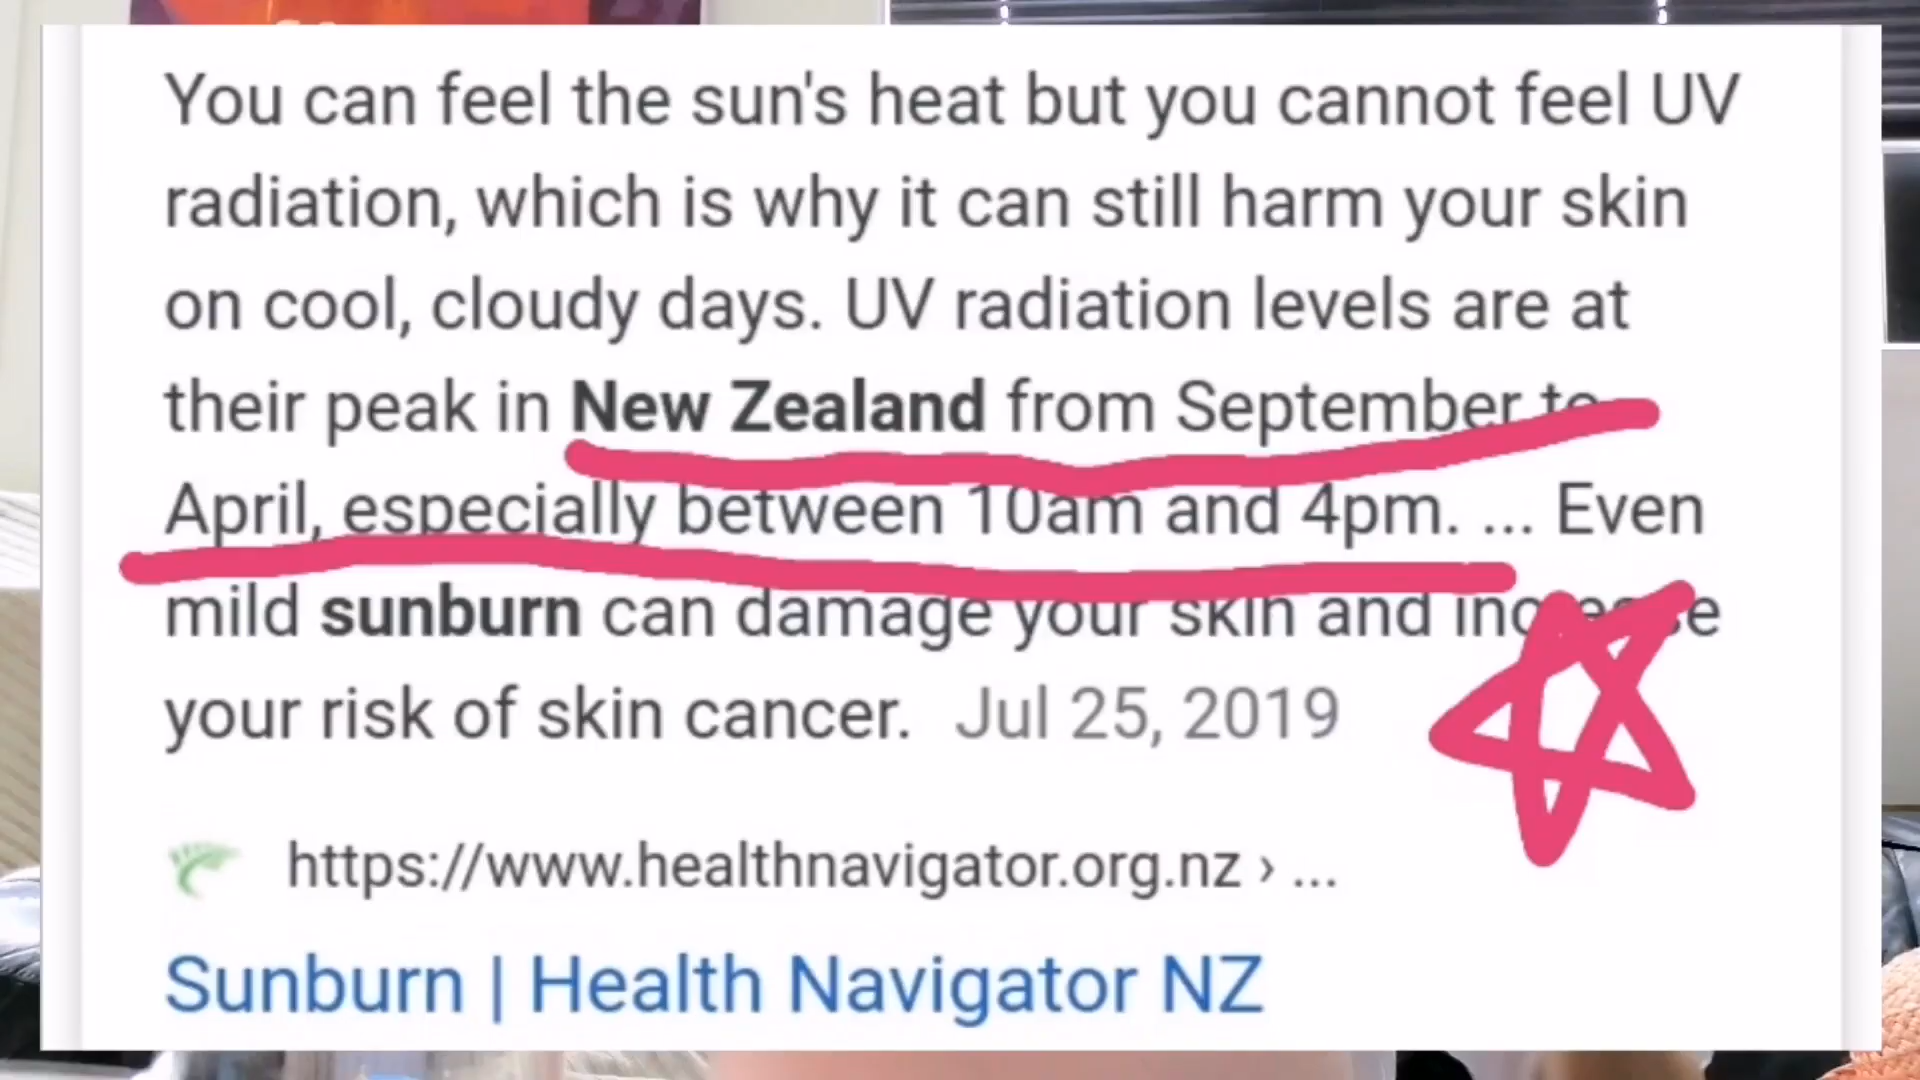 You can feel the sun's heat but you cannot feel UV
radiation, which is why it can still harm your skin
on cool, cloudy days. UV radiation levels are at
their peak in New Zealand from September to
April, especially between 10am and 4pm. ... Even
mild sunburn can damage your skin and increase
your risk of skin cancer. Jul 25, 2019
https://www.healthnavigator.org.nz › ...
Sunburn | Health Navigator NZ